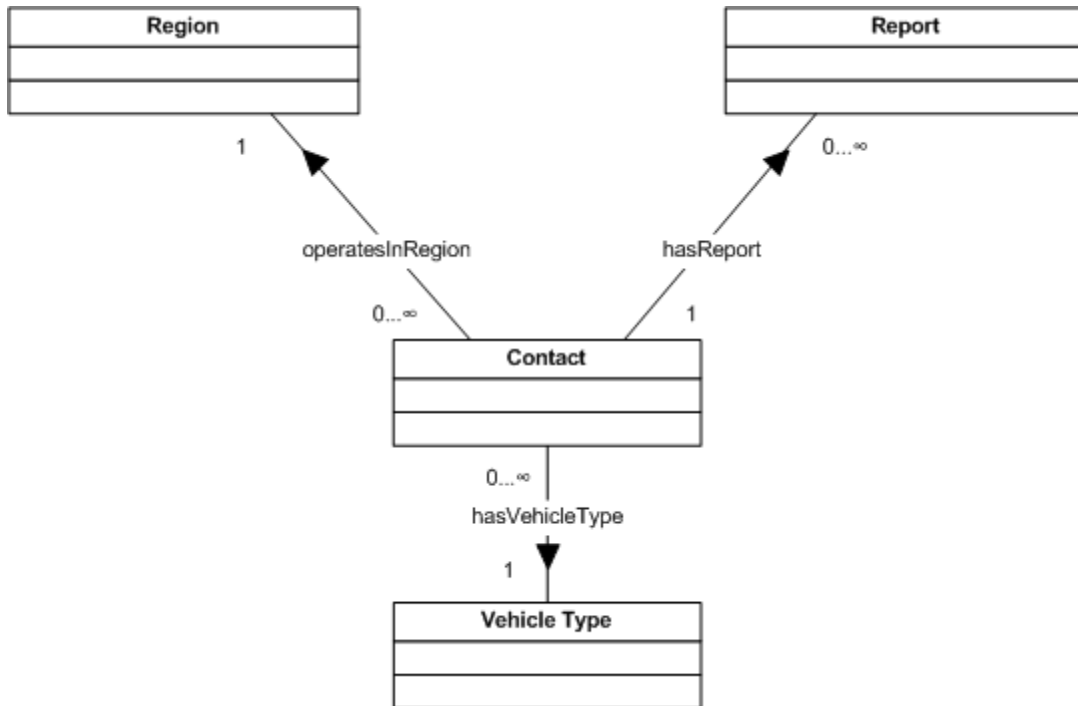 Region
Report
1
0...∞
operatesInRegion
hasReport
0...∞
1
Contact
0...∞
hasVehicleType
1
Vehicle Type